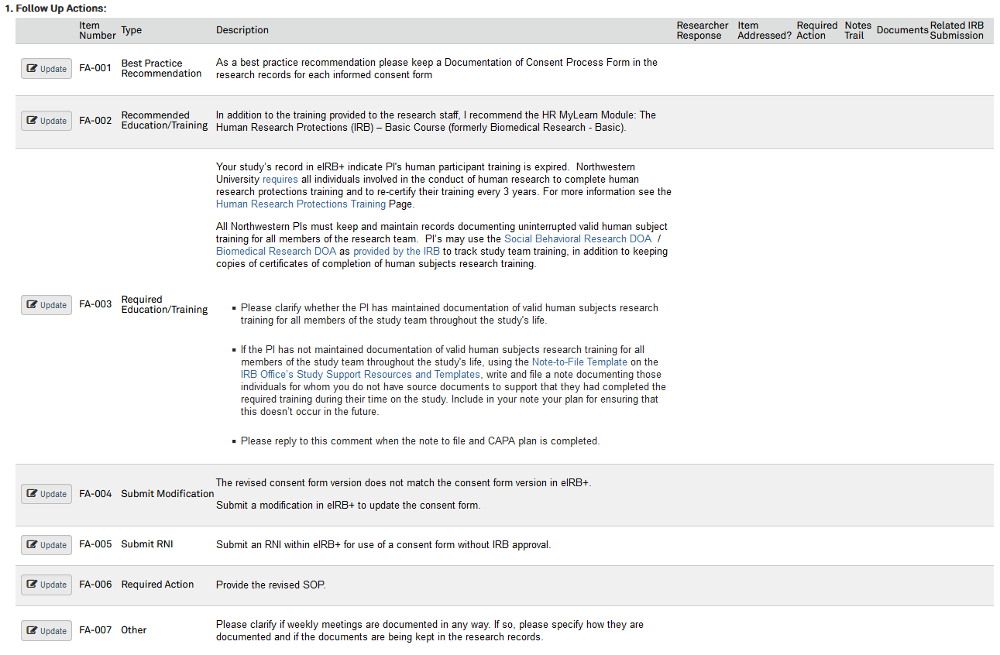 1. Follow Up Actions:
Item Number Type Description Researcher Response Item Addressed? Required Action Notes Trail Documents Related IRB Submission
Update FA-001 Best Practice Recommendation
As a best practice recommendation please keep a Documentation of Consent Process Form in the
research records for each informed consent form
Update FA-002 Recommended Education/Training
In addition to the training provided to the research staff, I recommend the HR MyLearn Module: The
Human Research Protections (IRB) – Basic Course (formerly Biomedical Research - Basic).
Update FA-003 Required Education/Training
Your study's record in eIRB+ indicate PI's human participant training is expired. Northwestern
University requires all individuals involved in the conduct of human research to complete human
research protections training and to re-certify their training every 3 years. For more information see the
Human Research Protections Training Page.
All Northwestern PIs must keep and maintain records documenting uninterrupted valid human subject
training for all members of the research team. PI's may use the Social Behavioral Research DOA /
Biomedical Research DOA as provided by the IRB to track study team training, in addition to keeping
copies of certificates of completion of human subjects research training.
▪ Please clarify whether the PI has maintained documentation of valid human subjects research
training for all members of the study team throughout the study's life.
▪ If the PI has not maintained documentation of valid human subjects research training for all
members of the study team throughout the study's life, using the Note-to-File Template on the
IRB Office's Study Support Resources and Templates, write and file a note documenting those
individuals for whom you do not have source documents to support that they had completed the
required training during their time on the study. Include in your note your plan for ensuring that
this doesn't occur in the future.
▪ Please reply to this comment when the note to file and CAPA plan is completed.
Update FA-004 Submit Modification
The revised consent form version does not match the consent form version in eIRB+.
Submit a modification in eIRB+ to update the consent form.
Update FA-005 Submit RNI Submit an RNI within eIRB+ for use of a consent form without IRB approval.
Update FA-006 Required Action Provide the revised SOP.
Update FA-007 Other
Please clarify if weekly meetings are documented in any way. If so, please specify how they are
documented and if the documents are being kept in the research records.